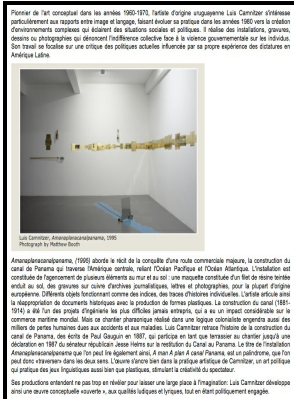 Pionnier de l'art conceptuel dans les années 1960-1970, l'artiste d'origine uruguayenne Luis Camnitzer s'intéresse
particulièrement aux rapports entre image et langage, faisant évoluer sa pratique dans les années 1990 vers la création
d'environnements complexes qui éclairent des situations sociales et politiques. Il réalise des installations, gravures,
dessins ou photographies qui dénoncent l'indifférence collective face à la violence gouvernementale sur les individus.
Son travail se focalise sur une critique des politiques actuelles influencée par sa propre expérience des dictatures en
Amérique Latine.
Luis Camnitzer, Amanaplanacanalpanama, 1995
Photograph by Matthew Booth
Amanaplanacanalpanama, (1995) aborde le récit de la conquête d'une route commerciale majeure, la construction du
canal de Panama qui traverse l'Amérique centrale, reliant l'Océan Pacifique et l'Océan Atlantique. L'installation est
constituée de l'agencement de plusieurs éléments au mur et au sol : une maquette constituée d'un filet de résine teintée
enduit au sol, des gravures sur cuivre d'archives journalistiques, lettres et photographies, pour la plupart d'origine
européenne. Différents objets fonctionnant comme des indices, des traces d'histoires individuelles. L'artiste articule ainsi
la réappropriation de documents historiques avec la production de formes plastiques. La construction du canal (1881-
1914) a été l'un des projets d'ingénierie les plus difficiles jamais entrepris, qui a eu un impact considérable sur le
commerce maritime mondial. Mais ce chantier pharaonique réalisé dans une logique colonialiste engendra aussi des
milliers de pertes humaines dues aux accidents et aux maladies. Luis Camnitzer retrace l'histoire de la construction du
canal de Panama, des écrits de Paul Gauguin en 1887, qui participa en tant que terrassier au chantier jusqu'à une
déclaration en 1987 du sénateur républicain Jesse Helms sur la restitution du Canal au Panama. Le titre de l'installation
Amanaplanacanalpanama que l'on peut lire également ainsi, A man A plan A canal Panama, est un palindrome, que l'on
peut donc «traverser» dans les deux sens. L'œuvre s'ancre bien dans la pratique artistique de Camnitzer, un art politique
qui pratique des jeux linguistiques aussi bien que plastiques, stimulant la créativité du spectateur.
Ses productions entendent ne pas trop en révéler pour laisser une large place à l'imagination: Luis Camnitzer développe
ainsi une œuvre conceptuelle «ouverte », aux qualités ludiques et lyriques, tout en étant politiquement engagée.